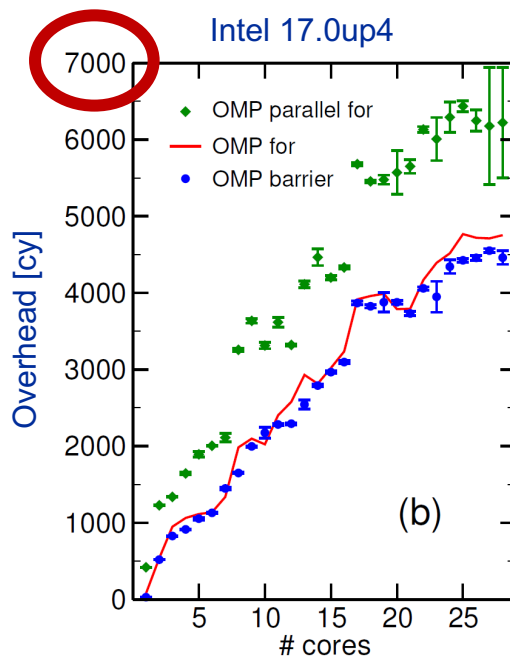 Intel 17.0up4
7000
6000
5000
4000
3000
2000
1000
0
Overhead [cy]
OMP parallel for
OMP for
OMP barrier
(b)
5 10 15 20 25
# cores